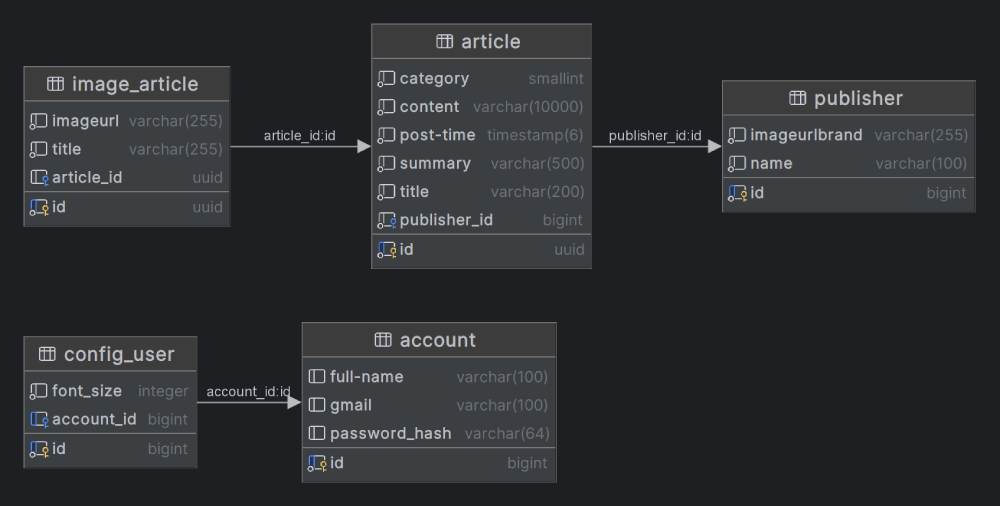 image_article
imageurl varchar(255)
title varchar(255)
article_id uuid
id uuid
article_id:id
article
category smallint
content varchar(10000)
post-time timestamp(6)
summary varchar(500)
title varchar(200)
publisher_id bigint
id uuid
publisher_id:id
publisher
imageurlbrand varchar(255)
name varchar(100)
id bigint
config_user
font_size integer
account_id bigint
id bigint
account_id:id
account
full-name varchar(100)
gmail varchar(100)
password_hash varchar(64)
id bigint